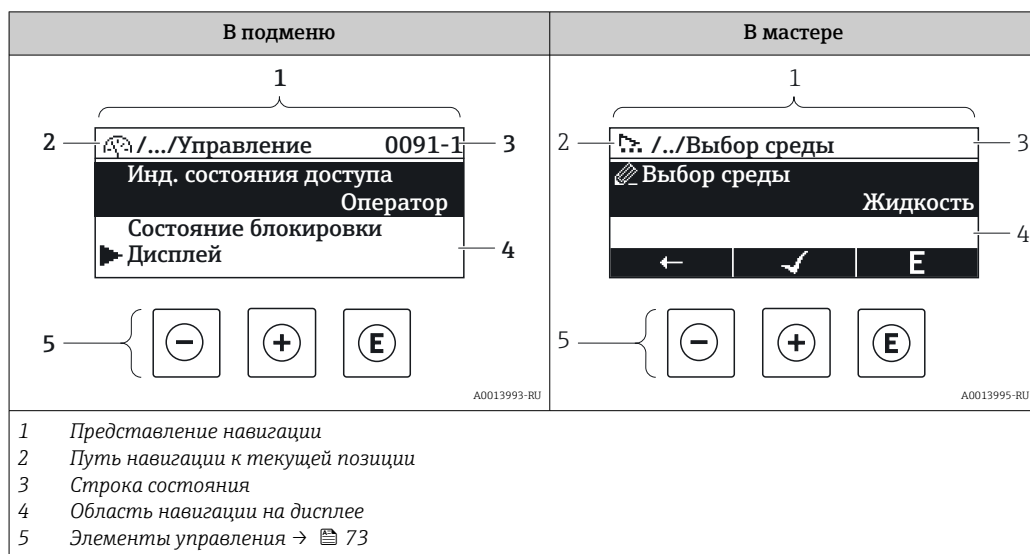 В подменю
В мастере
1
2
/.../Управление 0091-1
3
Инд. состояния доступа
Оператор
Состояние блокировки
Дисплей
4
5
- + E
A0013993-RU
1
2
/../Выбор среды
3
Выбор среды
Жидкость
4
E
5
- + E
A0013995-RU
1 Представление навигации
2 Путь навигации к текущей позиции
3 Строка состояния
4 Область навигации на дисплее
5 Элементы управления → 73